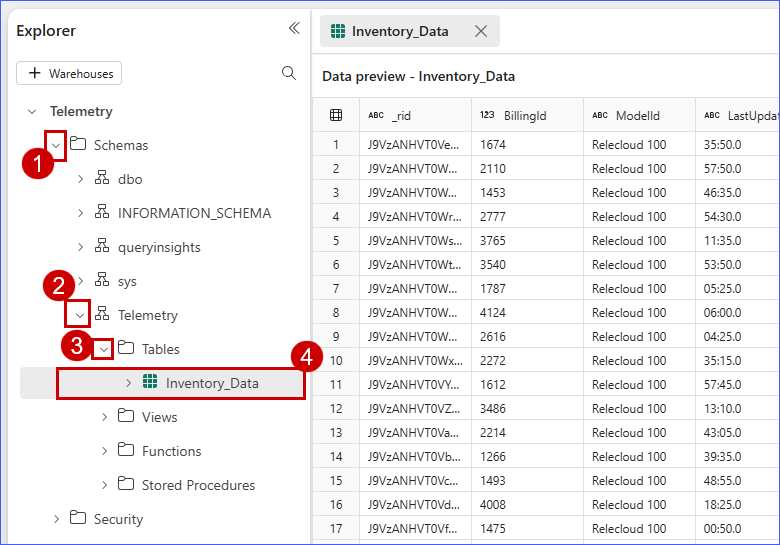 Explorer
+ Warehouses
Telemetry
1
Schemas
dbo
INFORMATION_SCHEMA
queryinsights
sys
2
Telemetry
3
Tables
4
Inventory_Data
Views
Functions
Stored Procedures
Security
Inventory_Data
Data preview - Inventory_Data
ABC _rid 123 BillingId ABC ModelId ABC LastUpdat
1 J9VzANHVT0Ve... 1674 Relecloud 100 35:50.0
2 J9VzANHVT0W... 2110 Relecloud 100 57:50.0
3 J9VzANHVT0W... 1453 Relecloud 100 46:35.0
4 J9VzANHVT0Wr... 2777 Relecloud 100 54:30.0
5 J9VzANHVT0Ws... 3765 Relecloud 100 11:35.0
6 J9VzANHVT0Wt... 3540 Relecloud 100 53:50.0
7 J9VzANHVT0W... 1787 Relecloud 100 05:25.0
8 J9VzANHVT0W... 4124 Relecloud 100 06:00.0
9 J9VzANHVT0W... 2616 Relecloud 100 04:25.0
10 J9VzANHVT0Wx... 2272 Relecloud 100 35:15.0
11 J9VzANHVT0VY... 1612 Relecloud 100 57:45.0
12 J9VzANHVT0VZ... 3486 Relecloud 100 13:10.0
13 J9VzANHVT0Va... 2214 Relecloud 100 43:05.0
14 J9VzANHVT0Vb... 1266 Relecloud 100 39:35.0
15 J9VzANHVT0Vc... 1493 Relecloud 100 48:55.0
16 J9VzANHVT0Vd... 4008 Relecloud 100 18:25.0
17 J9VzANHVT0Vf... 1475 Relecloud 100 00:50.0